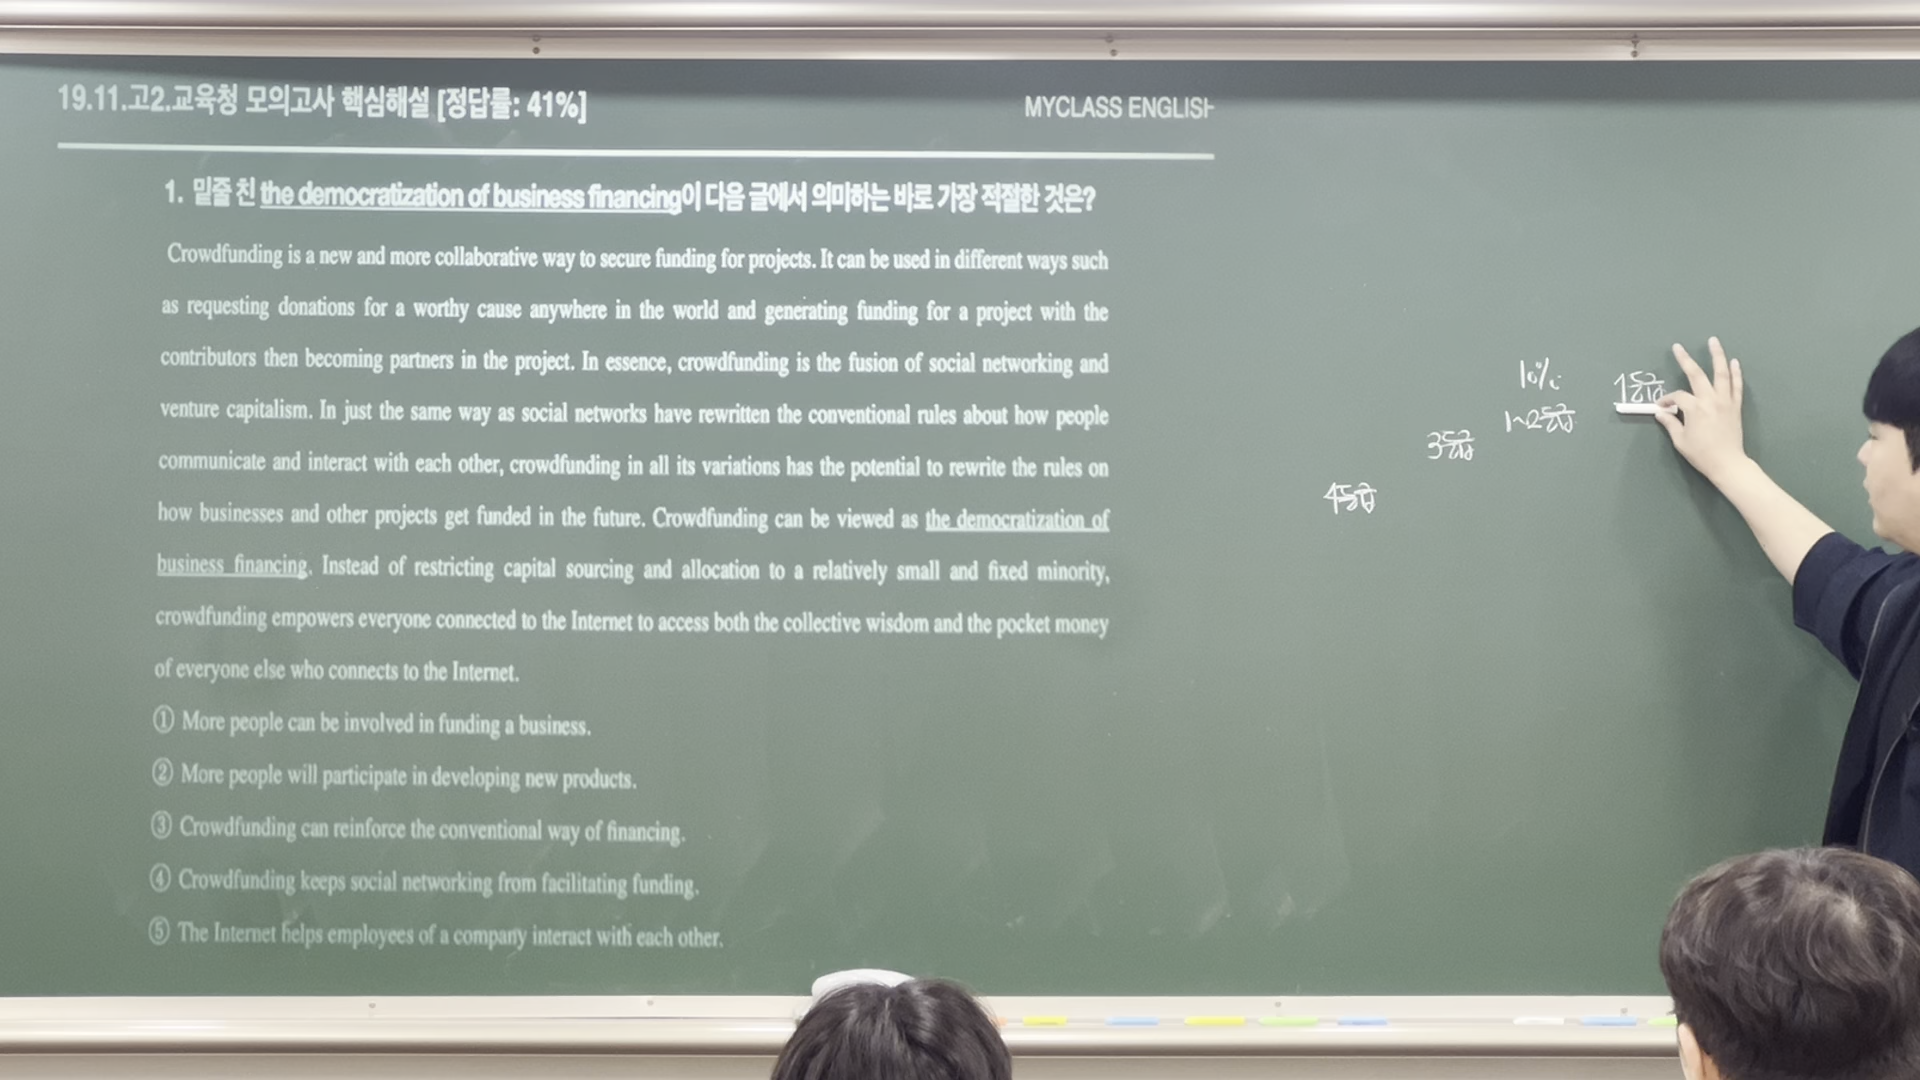 19.11.고2.교육청 모의고사 핵심해설 [정답률: 41%]
MYCLASS ENGLISH
1. 밑줄 친 the democratization of business financing이 다음 글에서 의미하는 바로 가장 적절한 것은?
Crowdfunding is a new and more collaborative way to secure funding for projects. It can be used in different ways such
as requesting donations for a worthy cause anywhere in the world and generating funding for a project with the
contributors then becoming partners in the project. In essence, crowdfunding is the fusion of social networking and
venture capitalism. In just the same way as social networks have rewritten the conventional rules about how people
communicate and interact with each other, crowdfunding in all its variations has the potential to rewrite the rules on
how businesses and other projects get funded in the future. Crowdfunding can be viewed as the democratization of
business financing. Instead of restricting capital sourcing and allocation to a relatively small and fixed minority,
crowdfunding empowers everyone connected to the Internet to access both the collective wisdom and the pocket money
of everyone else who connects to the Internet.
① More people can be involved in funding a business.
② More people will participate in developing new products.
③ Crowdfunding can reinforce the conventional way of financing.
④ Crowdfunding keeps social networking from facilitating funding.
⑤ The Internet helps employees of a company interact with each other.
10%
1등급
1~2등급
3등급
4등급